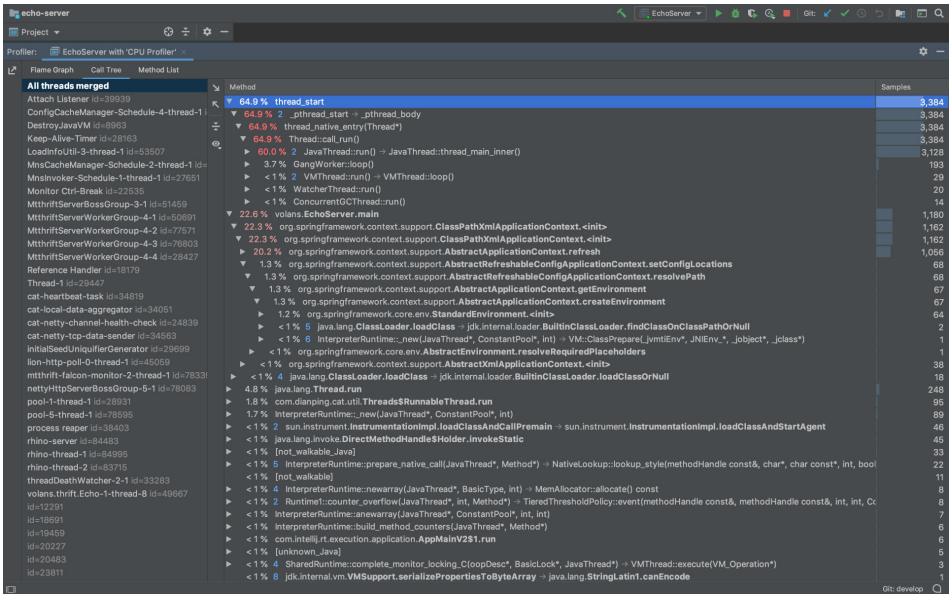 echo-server
EchoServer
Git:
Project
Profiler: EchoServer with 'CPU Profiler' ×
Flame Graph Call Tree Method List
All threads merged
Attach Listener id=39939
ConfigCacheManager-Schedule-4-thread-1 i
DestroyJavaVM id=8963
Keep-Alive-Timer id=28163
LoadInfoUtil-3-thread-1 id=53507
MnsCacheManager-Schedule-2-thread-1 id=
MnsInvoker-Schedule-1-thread-1 id=27651
Monitor Ctrl-Break id=22535
MtthriftServerBossGroup-3-1 id=51459
MtthriftServerWorkerGroup-4-1 id=50691
MtthriftServerWorkerGroup-4-2 id=77571
MtthriftServerWorkerGroup-4-3 id=76803
MtthriftServerWorkerGroup-4-4 id=28427
Reference Handler id=18179
Thread-1 id=29447
cat-heartbeat-task id=34819
cat-local-data-aggregator id=34051
cat-netty-channel-health-check id=24839
cat-netty-tcp-data-sender id=34563
initialSeedUniquifierGenerator id=29699
lion-http-poll-0-thread-1 id=45059
mtthrift-falcon-monitor-2-thread-1 id=7833
nettyHttpServerBossGroup-5-1 id=78083
pool-1-thread-1 id=28931
pool-5-thread-1 id=78595
process reaper id=38403
rhino-server id=84483
rhino-thread-1 id=84995
rhino-thread-2 id=83715
threadDeathWatcher-2-1 id=33283
volans.thrift.Echo-1-thread-8 id=49667
id=12291
id=18691
id=19459
id=20227
id=20483
id=23811
Method Samples
64.9 % thread_start 3,384
64.9 % 2 _pthread_start → _pthread_body 3,384
64.9 % thread_native_entry(Thread*) 3,384
64.9 % Thread::call_run() 3,384
60.0 % 2 JavaThread::run() → JavaThread::thread_main_inner() 3,128
3.7 % GangWorker::loop() 193
< 1 % 2 VMThread::run() → VMThread::loop() 29
< 1 % WatcherThread::run() 20
< 1 % ConcurrentGCThread::run() 14
22.6 % volans.EchoServer.main 1,180
22.3 % org.springframework.context.support.ClassPathXmlApplicationContext.<init> 1,162
22.3 % org.springframework.context.support.ClassPathXmlApplicationContext.<init> 1,162
20.2 % org.springframework.context.support.AbstractApplicationContext.refresh 1,056
1.3 % org.springframework.context.support.AbstractRefreshableConfigApplicationContext.setConfigLocations 68
1.3 % org.springframework.context.support.AbstractRefreshableConfigApplicationContext.resolvePath 68
1.3 % org.springframework.context.support.AbstractApplicationContext.getEnvironment 67
1.3 % org.springframework.context.support.AbstractApplicationContext.createEnvironment 67
1.2 % org.springframework.core.env.StandardEnvironment.<init> 64
< 1 % 5 java.lang.ClassLoader.loadClass → jdk.internal.loader.BuiltinClassLoader.findClassOnClassPathOrNull 2
< 1 % 6 InterpreterRuntime::_new(JavaThread*, ConstantPool*, int) → VM::ClassPrepare(_jvmtiEnv*, JNIEnv_*, _jobject*, _jclass*) 1
< 1 % org.springframework.core.env.AbstractEnvironment.resolveRequiredPlaceholders 1
< 1 % org.springframework.context.support.AbstractXmlApplicationContext.<init> 38
< 1 % 4 java.lang.ClassLoader.loadClass → jdk.internal.loader.BuiltinClassLoader.loadClassOrNull 18
4.8 % java.lang.Thread.run 248
1.8 % com.dianping.cat.util.Threads$RunnableThread.run 95
1.7 % InterpreterRuntime::_new(JavaThread*, ConstantPool*, int) 89
< 1 % 2 sun.instrument.InstrumentationImpl.loadClassAndCallPremain → sun.instrument.InstrumentationImpl.loadClassAndStartAgent 46
< 1 % java.lang.invoke.DirectMethodHandle$Holder.invokeStatic 45
< 1 % [not_walkable_Java] 33
< 1 % 5 InterpreterRuntime::prepare_native_call(JavaThread*, Method*) → NativeLookup::lookup_style(methodHandle const&, char*, char const*, int, bool 22
< 1 % [not_walkable] 11
< 1 % 4 InterpreterRuntime::newarray(JavaThread*, BasicType, int) → MemAllocator::allocate() const 8
< 1 % 2 Runtime1::counter_overflow(JavaThread*, int, Method*) → TieredThresholdPolicy::event(methodHandle const&, methodHandle const&, int, int, Co 8
< 1 % InterpreterRuntime::anewarray(JavaThread*, ConstantPool*, int, int) 7
< 1 % InterpreterRuntime::build_method_counters(JavaThread*, Method*) 6
< 1 % com.intellij.rt.execution.application.AppMainV2$1.run 6
< 1 % [unknown_Java] 5
< 1 % 4 SharedRuntime::complete_monitor_locking_C(oopDesc*, BasicLock*, JavaThread*) → VMThread::execute(VM_Operation*) 3
< 1 % 8 jdk.internal.vm.VMSupport.serializePropertiesToByteArray → java.lang.StringLatin1.canEncode 1
Git: develop